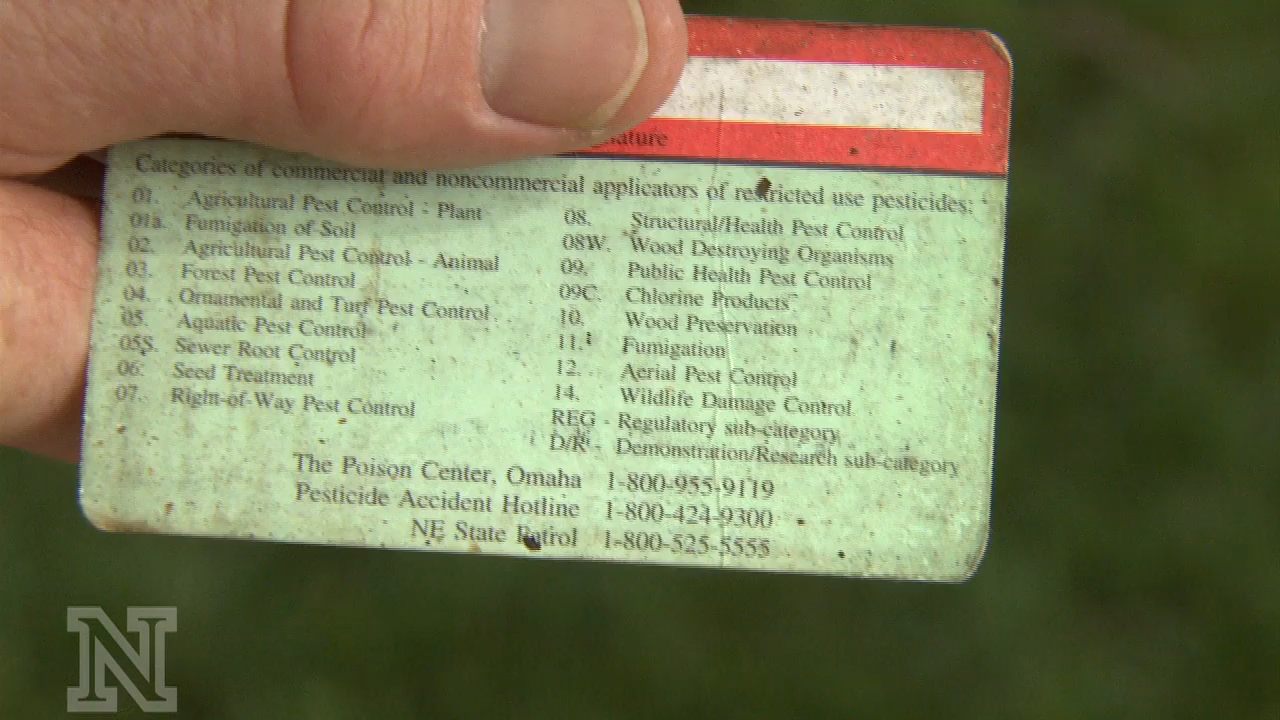 nature
Categories of commercial and noncommercial applicators of restricted use pesticides:
01. Agricultural Pest Control - Plant
01a. Fumigation of Soil
02. Agricultural Pest Control - Animal
03. Forest Pest Control
04. Ornamental and Turf Pest Control
05. Aquatic Pest Control
05S. Sewer Root Control
06. Seed Treatment
07. Right-of-Way Pest Control
08. Structural/Health Pest Control
08W. Wood Destroying Organisms
09. Public Health Pest Control
09C. Chlorine Products
10. Wood Preservation
11. Fumigation
12. Aerial Pest Control
14. Wildlife Damage Control
REG - Regulatory sub-category
D/R - Demonstration/Research sub-category
The Poison Center, Omaha 1-800-955-9119
Pesticide Accident Hotline 1-800-424-9300
NE State Patrol 1-800-525-5555
N